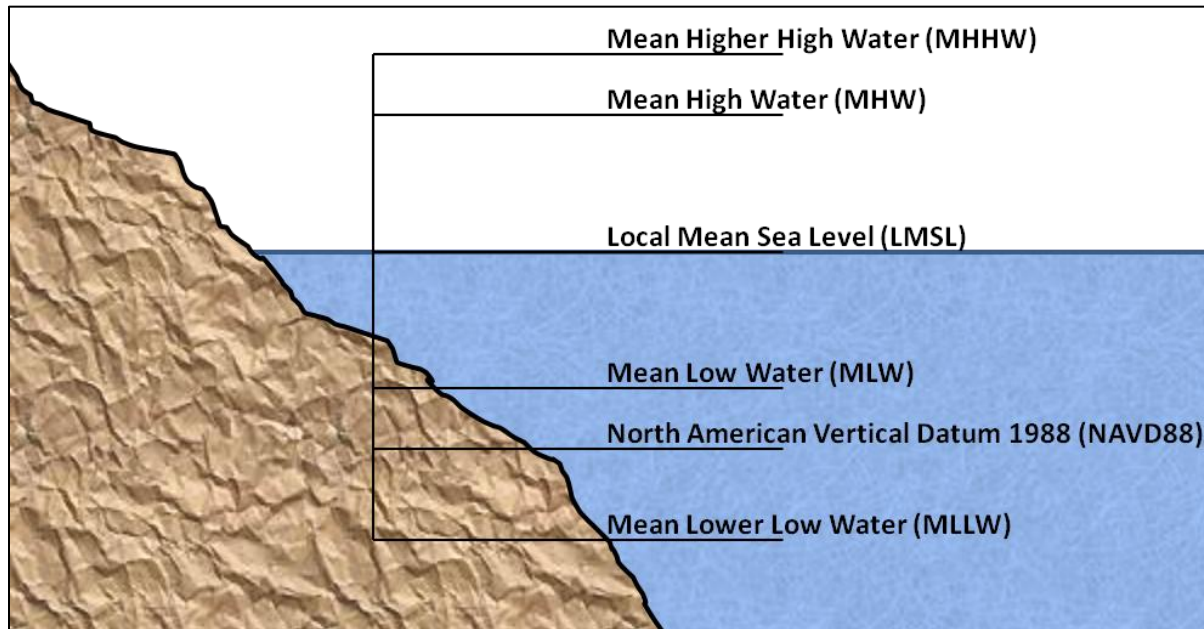 Mean Higher High Water (MHHW)
Mean High Water (MHW)
Local Mean Sea Level (LMSL)
Mean Low Water (MLW)
North American Vertical Datum 1988 (NAVD88)
Mean Lower Low Water (MLLW)